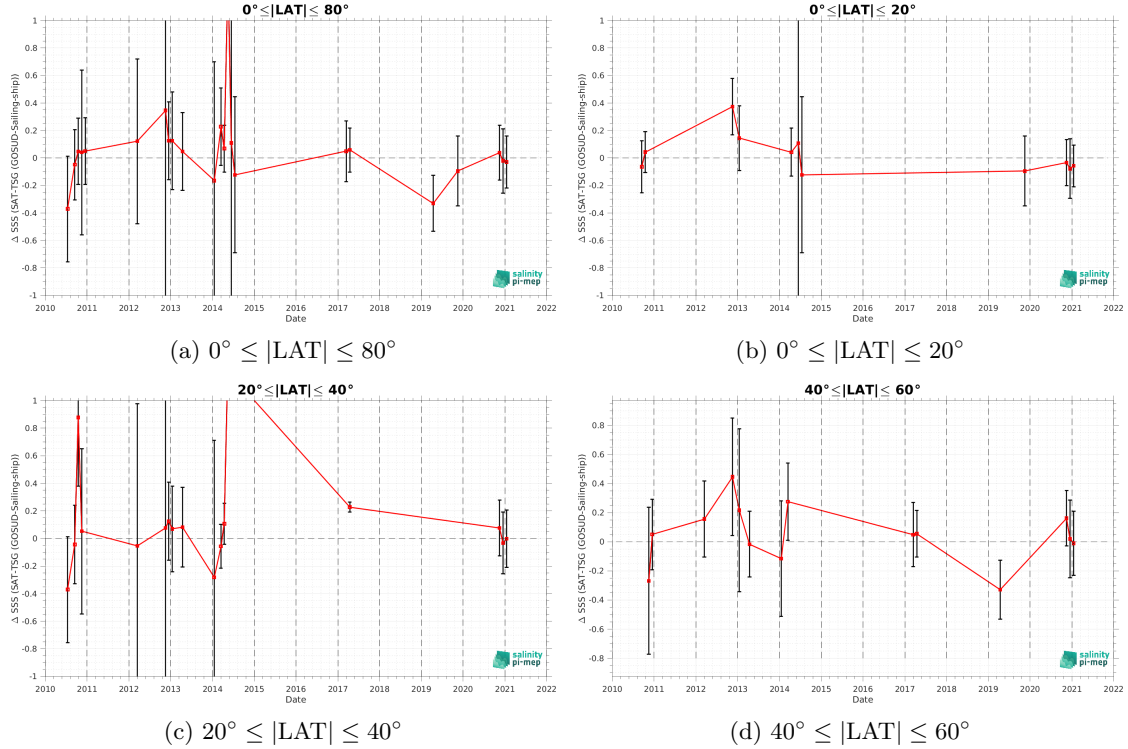 0°≤|LAT|≤ 80°
Δ SSS (SAT-TSG (GOSUD-Sailing-ship))
1
0.8
0.6
0.4
0.2
0
-0.2
-0.4
-0.6
-0.8
-1
2010 2011 2012 2013 2014 2015 2016 2017 2018 2019 2020 2021 2022
Date
salinity
pi-mep
(a) 0° ≤ |LAT| ≤ 80°
0°≤|LAT|≤ 20°
Δ SSS (SAT-TSG (GOSUD-Sailing-ship))
1
0.8
0.6
0.4
0.2
0
-0.2
-0.4
-0.6
-0.8
-1
2010 2011 2012 2013 2014 2015 2016 2017 2018 2019 2020 2021 2022
Date
salinity
pi-mep
(b) 0° ≤ |LAT| ≤ 20°
20°≤|LAT|≤ 40°
Δ SSS (SAT-TSG (GOSUD-Sailing-ship))
1
0.8
0.6
0.4
0.2
0
-0.2
-0.4
-0.6
-0.8
-1
2010 2011 2012 2013 2014 2015 2016 2017 2018 2019 2020 2021 2022
Date
salinity
pi-mep
(c) 20° ≤ |LAT| ≤ 40°
40°≤|LAT|≤ 60°
Δ SSS (SAT-TSG (GOSUD-Sailing-ship))
0.8
0.6
0.4
0.2
0
-0.2
-0.4
-0.6
-0.8
2010 2011 2012 2013 2014 2015 2016 2017 2018 2019 2020 2021 2022
Date
salinity
pi-mep
(d) 40° ≤ |LAT| ≤ 60°